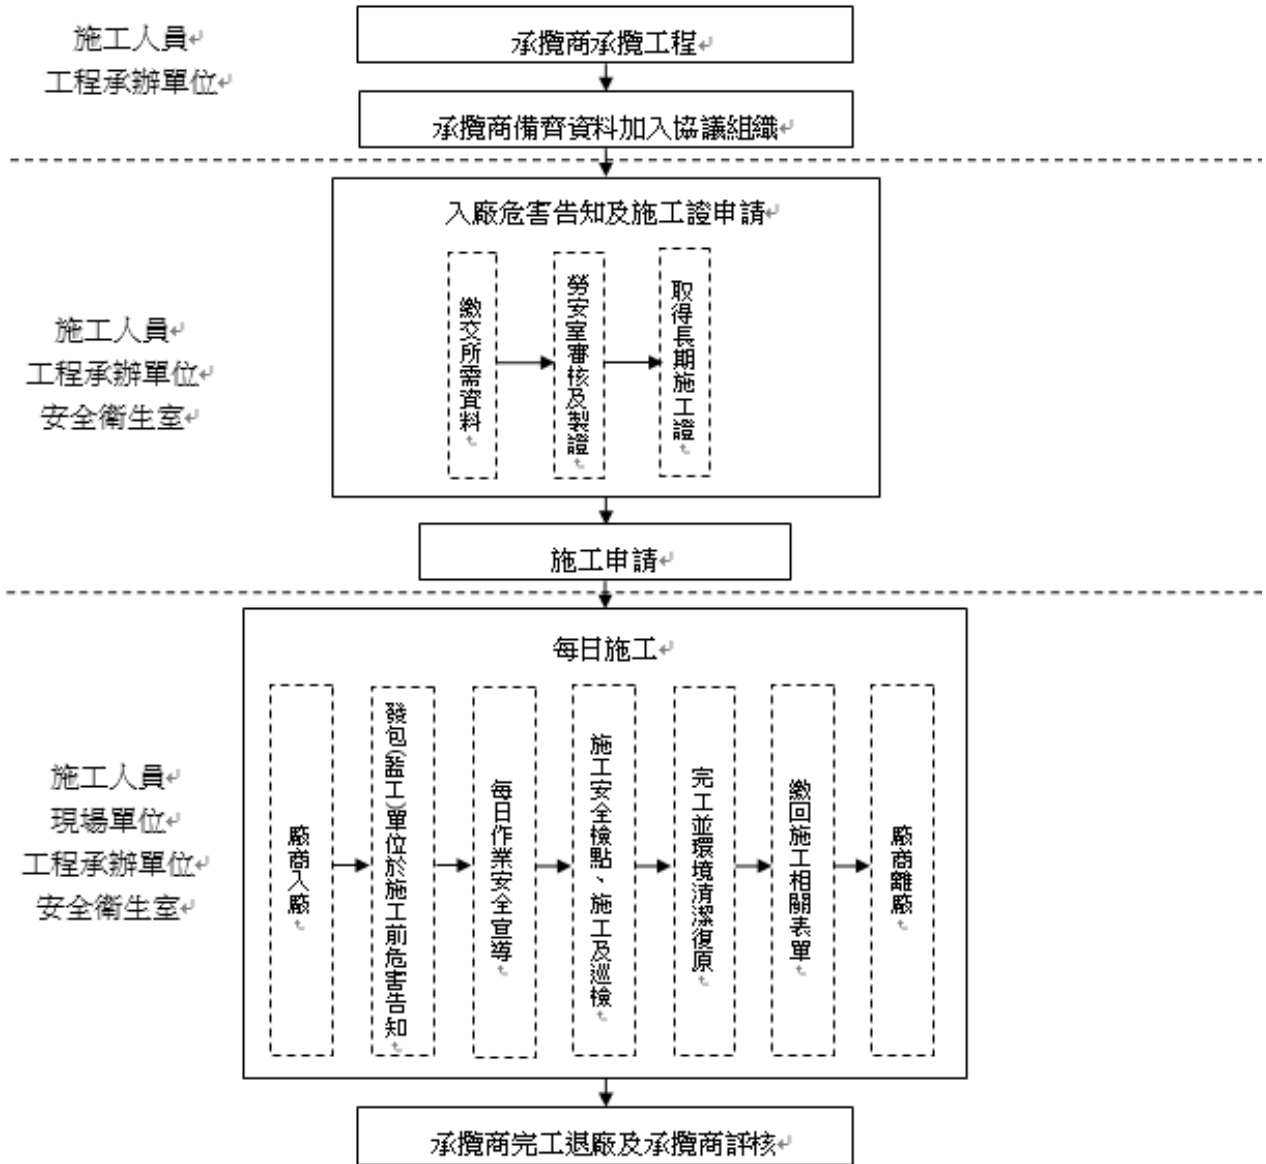 施工人員
工程承辦單位
承攬商承攬工程
承攬商備齊資料加入協議組織
施工人員
工程承辦單位
安全衛生室
入廠危害告知及施工證申請
繳交所需資料
勞安室審核及製證
取得長期施工證
施工申請
施工人員
現場單位
工程承辦單位
安全衛生室
每日施工
廠商入廠
發包(監工)單位於施工前危害告知
每日作業安全宣導
施工安全檢點、施工及巡檢
完工並環境清潔復原
繳回施工相關表單
廠商離廠
承攬商完工退廠及承攬商評核